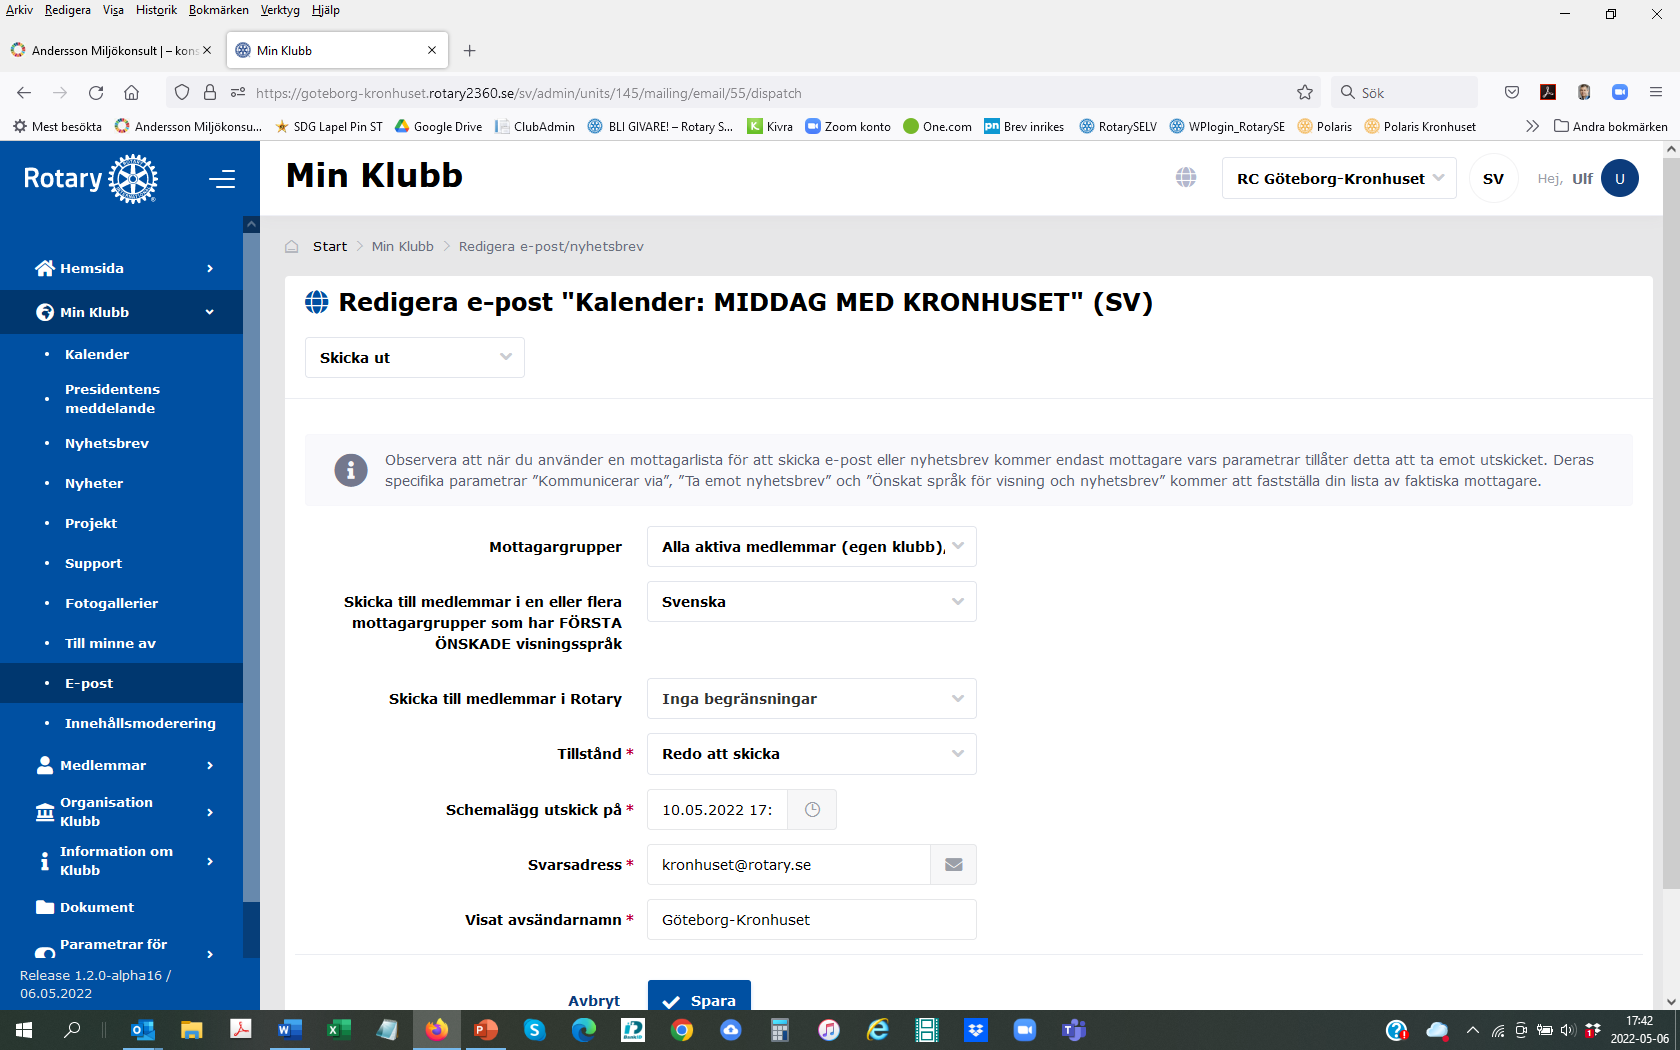 Arkiv Redigera Visa Historik Bokmärken Verktyg Hjälp
Andersson Miljökonsult | – kons
Min Klubb
https://goteborg-kronhuset.rotary2360.se/sv/admin/units/145/mailing/email/55/dispatch
Sök
Mest besökta Andersson Miljökonsu... SDG Lapel Pin ST Google Drive ClubAdmin BLI GIVARE! – Rotary S... Kivra Zoom konto One.com Brev inrikes RotarySELV WPlogin_RotarySE Polaris Polaris Kronhuset Andra bokmärken
Rotary
Min Klubb
RC Göteborg-Kronhuset
SV
Hej, Ulf
U
Hemsida
Min Klubb
Kalender
Presidentens
meddelande
Nyhetsbrev
Nyheter
Projekt
Support
Fotogallerier
Till minne av
E-post
Innehållsmoderering
Medlemmar
Organisation
Klubb
Information om
Klubb
Dokument
Parametrar för
Release 1.2.0-alpha16 /
06.05.2022
Start > Min Klubb > Redigera e-post/nyhetsbrev
Redigera e-post "Kalender: MIDDAG MED KRONHUSET" (SV)
Skicka ut
Observera att när du använder en mottagarlista för att skicka e-post eller nyhetsbrev kommer endast mottagare vars parametrar tillåter detta att ta emot utskicket. Deras
specifika parametrar ”Kommunicerar via”, ”Ta emot nyhetsbrev” och ”Önskat språk för visning och nyhetsbrev” kommer att fastställa din lista av faktiska mottagare.
Mottagargrupper
Alla aktiva medlemmar (egen klubb),
Skicka till medlemmar i en eller flera
mottagargrupper som har FÖRSTA
ÖNSKADE visningsspråk
Svenska
Skicka till medlemmar i Rotary
Inga begränsningar
Tillstånd *
Redo att skicka
Schemalägg utskick på *
10.05.2022 17:
Svarsadress *
kronhuset@rotary.se
Visat avsändarnamn *
Göteborg-Kronhuset
Avbryt
Spara
17:42
2022-05-06